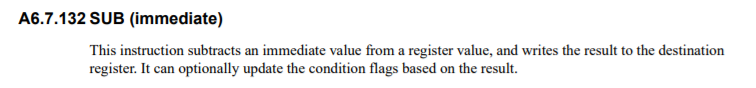 A6.7.132 SUB (immediate)
This instruction subtracts an immediate value from a register value, and writes the result to the destination
register. It can optionally update the condition flags based on the result.